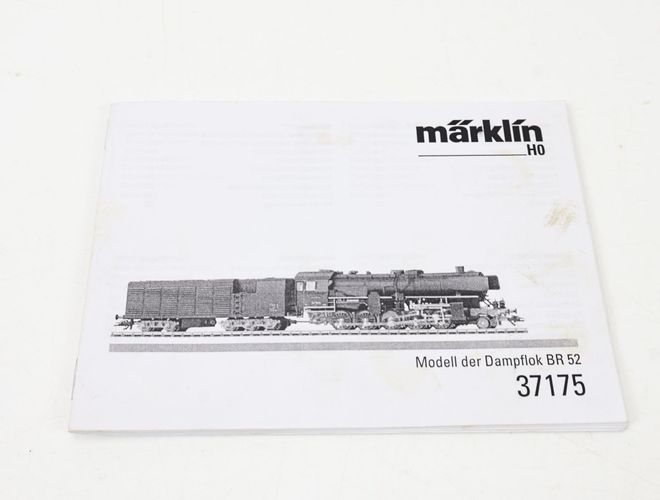 märklin
H0
Modell der Dampflok BR 52
37175